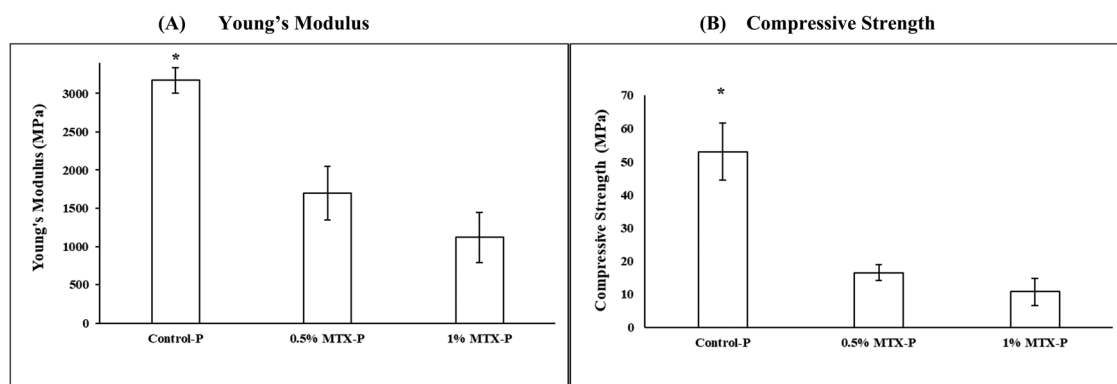 (A) Young's Modulus
(B) Compressive Strength
Young's Modulus (MPa)
3000
2500
2000
1500
1000
500
0
*
Control-P
0.5% MTX-P
1% MTX-P
Compressive Strength (MPa)
70
60
50
40
30
20
10
0
*
Control-P
0.5% MTX-P
1% MTX-P